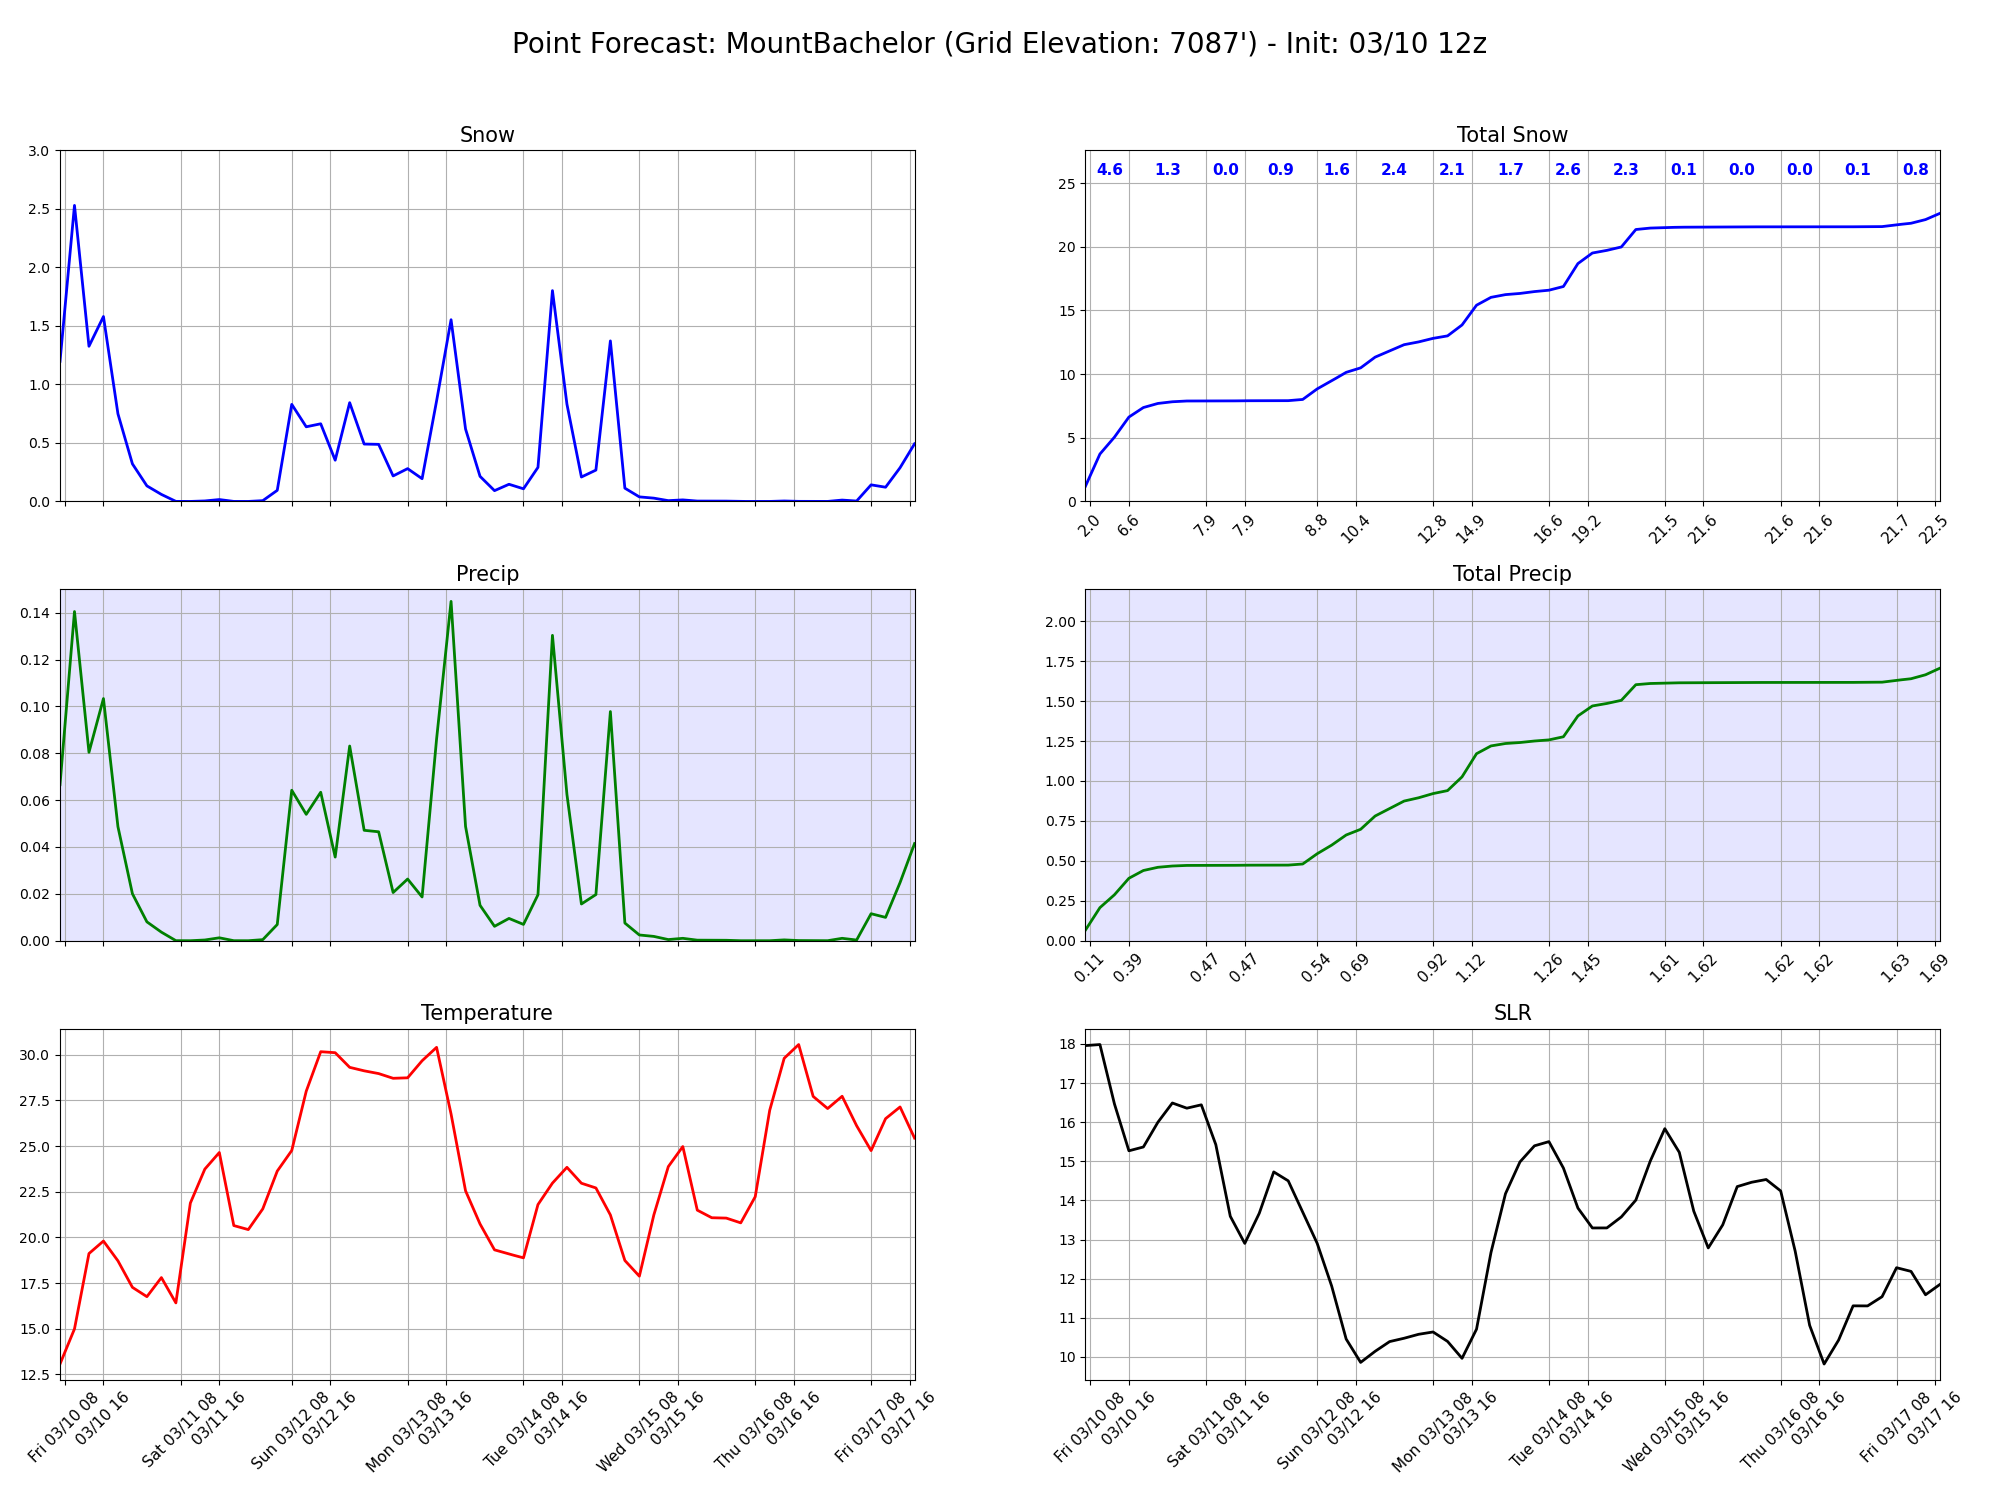 Point Forecast: MountBachelor (Grid Elevation: 7087') - Init: 03/10 12z
Snow
3.0
2.5
2.0
1.5
1.0
0.5
0.0
Total Snow
4.6 1.3 0.0 0.9 1.6 2.4 2.1 1.7 2.6 2.3 0.1 0.0 0.0 0.1 0.8
25
20
15
10
5
0
2.0 6.6 7.9 7.9 8.8 10.4 12.8 14.9 16.6 19.2 21.5 21.6 21.6 21.6 21.7 22.5
Precip
0.14
0.12
0.10
0.08
0.06
0.04
0.02
0.00
Total Precip
2.00
1.75
1.50
1.25
1.00
0.75
0.50
0.25
0.00
0.11 0.39 0.47 0.47 0.54 0.69 0.92 1.12 1.26 1.45 1.61 1.62 1.62 1.62 1.63 1.69
Temperature
30.0
27.5
25.0
22.5
20.0
17.5
15.0
12.5
Fri 03/10 08
03/10 16
Sat 03/11 08
03/11 16
Sun 03/12 08
03/12 16
Mon 03/13 08
03/13 16
Tue 03/14 08
03/14 16
Wed 03/15 08
03/15 16
Thu 03/16 08
03/16 16
Fri 03/17 08
03/17 16
SLR
18
17
16
15
14
13
12
11
10
Fri 03/10 08
03/10 16
Sat 03/11 08
03/11 16
Sun 03/12 08
03/12 16
Mon 03/13 08
03/13 16
Tue 03/14 08
03/14 16
Wed 03/15 08
03/15 16
Thu 03/16 08
03/16 16
Fri 03/17 08
03/17 16